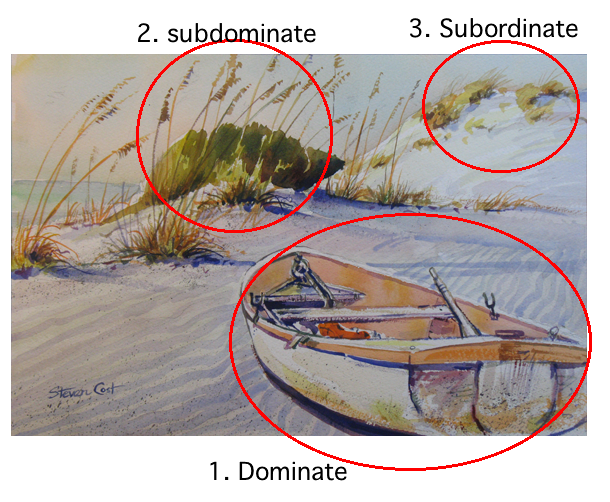 2. subdominate
3. Subordinate
Steven Cost
1. Dominate